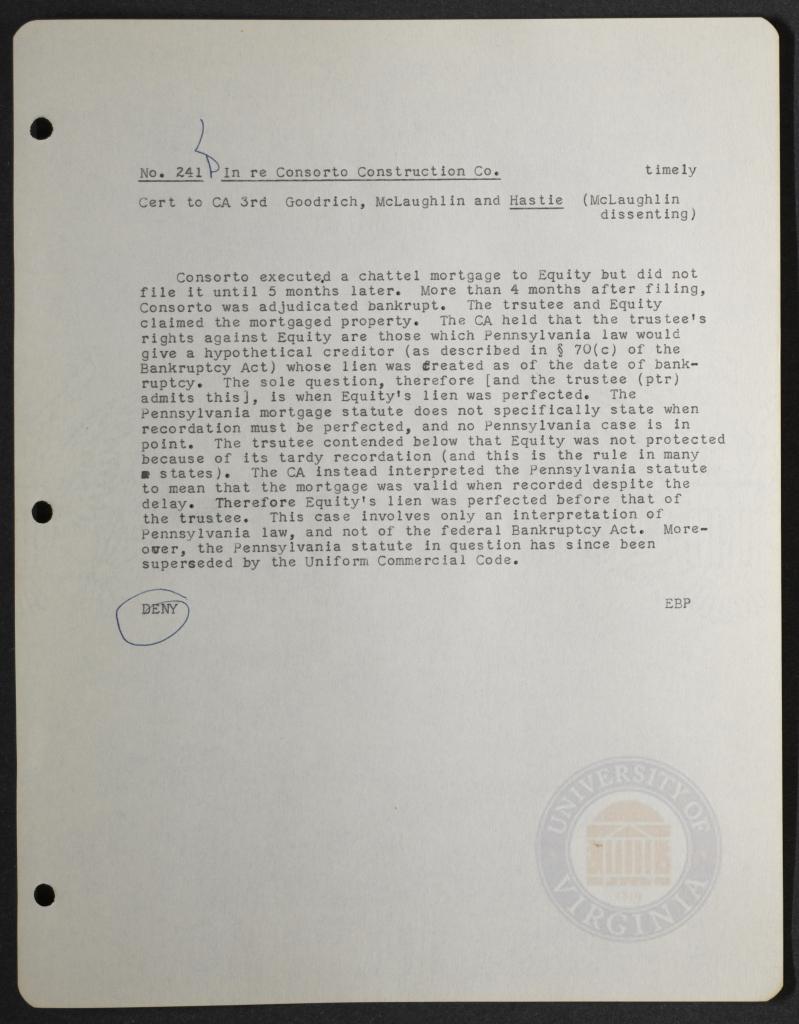 No. 241 In re Consorto Construction Co. timely
Cert to CA 3rd Goodrich, McLaughlin and Hastie (McLaughlin
dissenting)
Consorto executed a chattel mortgage to Equity but did not
file it until 5 months later. More than 4 months after filing,
Consorto was adjudicated bankrupt. The trsutee and Equity
claimed the mortgaged property. The CA held that the trustee's
rights against Equity are those which Pennsylvania law would
give a hypothetical creditor (as described in § 70(c) of the
Bankruptcy Act) whose lien was created as of the date of bank-
ruptcy. The sole question, therefore [and the trustee (ptr)
admits this], is when Equity's lien was perfected. The
Pennsylvania mortgage statute does not specifically state when
recordation must be perfected, and no Pennsylvania case is in
point. The trsutee contended below that Equity was not protected
because of its tardy recordation (and this is the rule in many
states). The CA instead interpreted the Pennsylvania statute
to mean that the mortgage was valid when recorded despite the
delay. Therefore Equity's lien was perfected before that of
the trustee. This case involves only an interpretation of
Pennsylvania law, and not of the federal Bankruptcy Act. More-
over, the Pennsylvania statute in question has since been
superseded by the Uniform Commercial Code.
DENY EBP
UNIVERSITY OF
VIRGINIA
1819